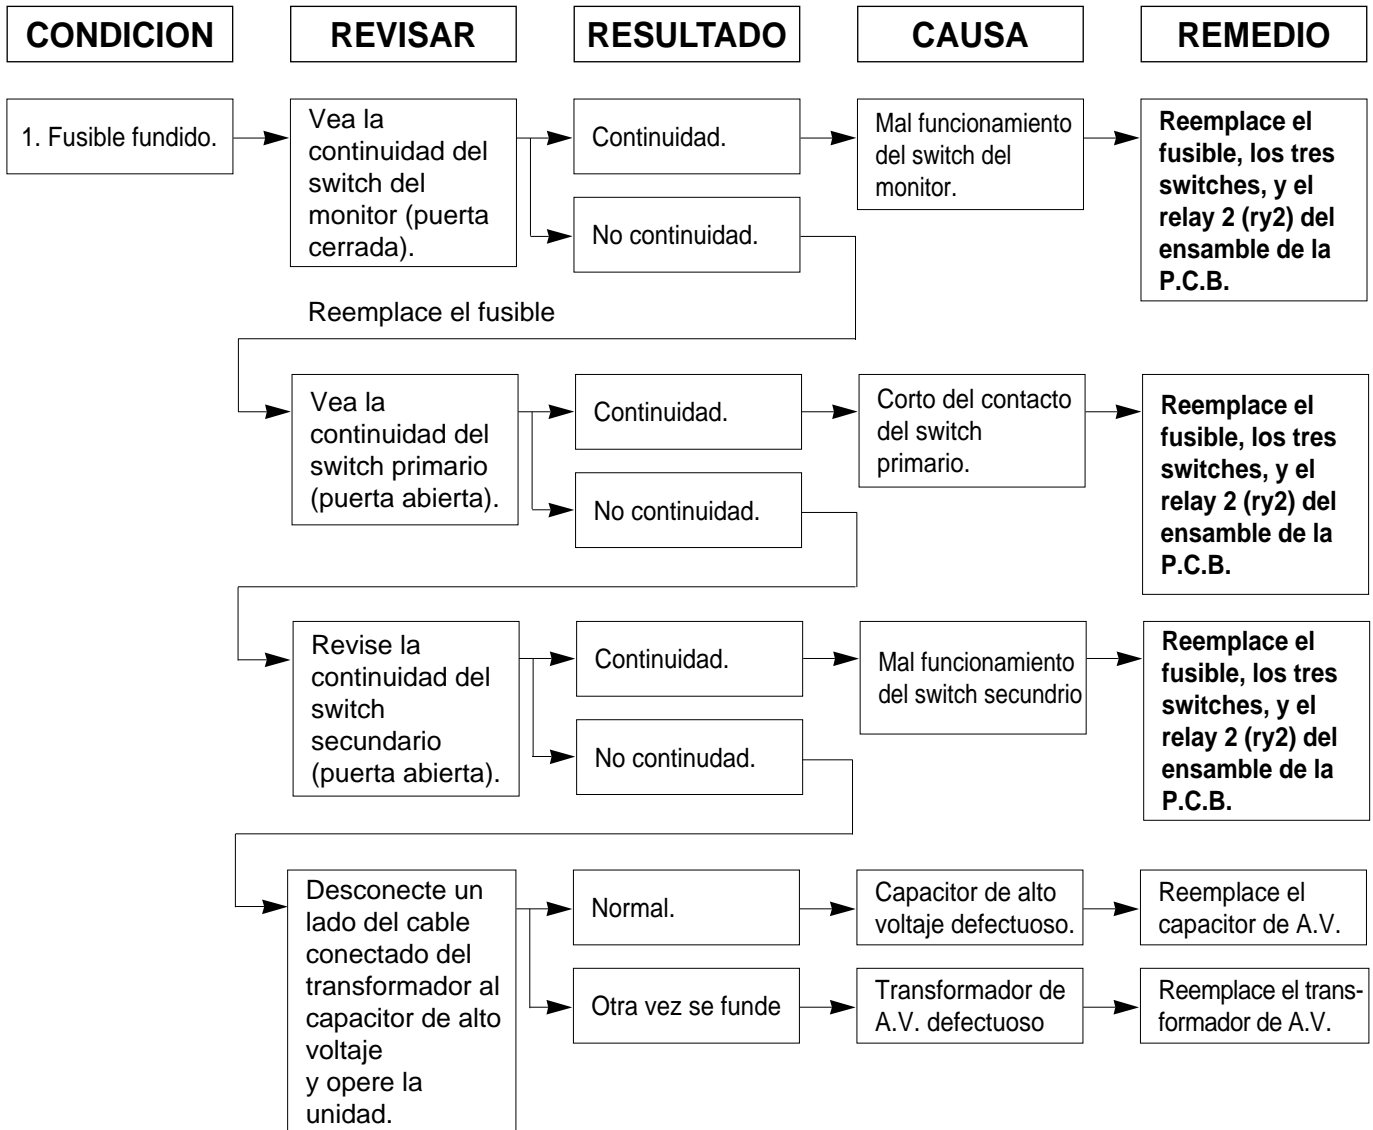 CONDICION
REVISAR
RESULTADO
CAUSA
REMEDIO
1. Fusible fundido.
Vea la
continuidad del
switch del
monitor (puerta
cerrada).
Continuidad.
No continuidad.
Mal funcionamiento
del switch del
monitor.
Reemplace el
fusible, los tres
switches, y el
relay 2 (ry2) del
ensamble de la
P.C.B.
Reemplace el fusible
Vea la
continuidad del
switch primario
(puerta abierta).
Continuidad.
No continuidad.
Corto del contacto
del switch
primario.
Reemplace el
fusible, los tres
switches, y el
relay 2 (ry2) del
ensamble de la
P.C.B.
Revise la
continuidad del
switch
secundario
(puerta abierta).
Continuidad.
No continudad.
Mal funcionamiento
del switch secundrio
Reemplace el
fusible, los tres
switches, y el
relay 2 (ry2) del
ensamble de la
P.C.B.
Desconecte un
lado del cable
conectado del
transformador al
capacitor de alto
voltaje
y opere la
unidad.
Normal.
Capacitor de alto
voltaje defectuoso.
Reemplace el
capacitor de A.V.
Otra vez se funde
Transformador de
A.V. defectuoso
Reemplace el trans-
formador de A.V.